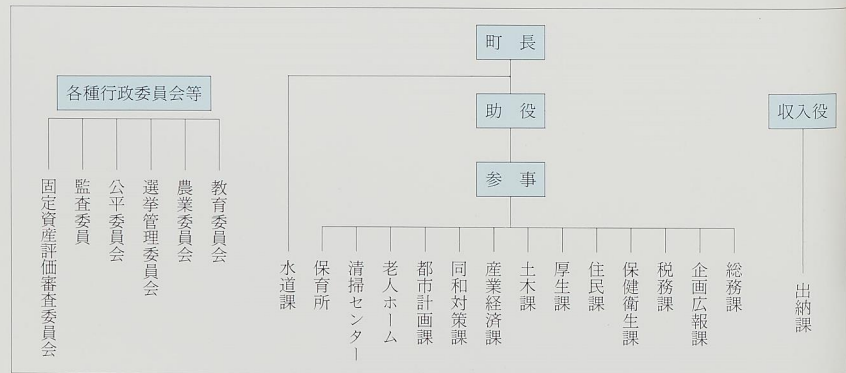 町長
助役
参事
収入役
出納課
総務課
企画広報課
税務課
保健衛生課
住民課
厚生課
土木課
産業経済課
同和対策課
都市計画課
老人ホーム
清掃センター
保育所
水道課
各種行政委員会等
教育委員会
農業委員会
選挙管理委員会
公平委員会
監査委員
固定資産評価審査委員会